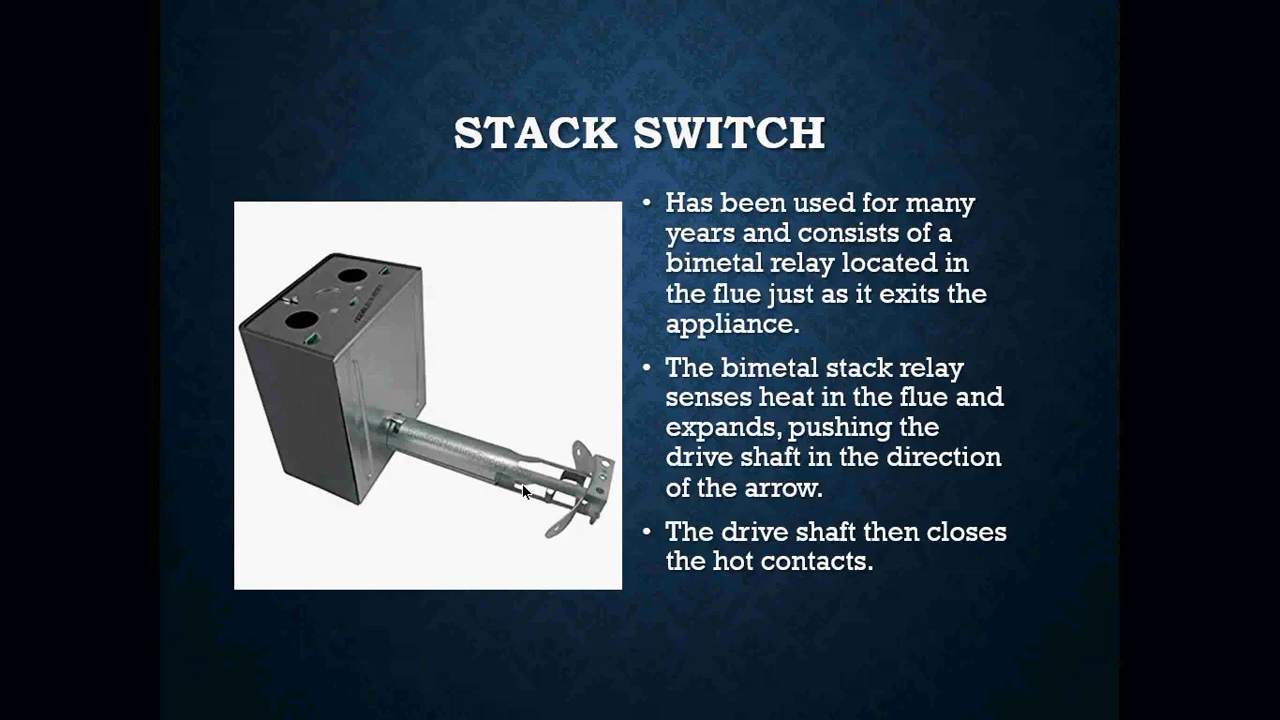 STACK SWITCH
• Has been used for many
years and consists of a
bimetal relay located in
the flue just as it exits the
appliance.
• The bimetal stack relay
senses heat in the flue and
expands, pushing the
drive shaft in the direction
of the arrow.
• The drive shaft then closes
the hot contacts.